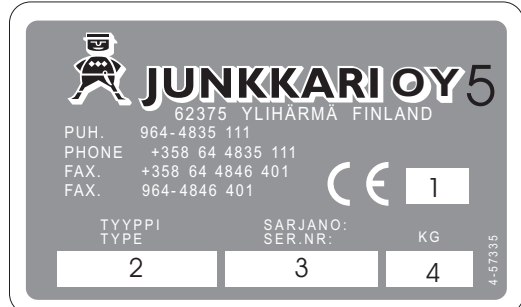 JUNKKARI OY 5
62375 YLIHÄRMÄ FINLAND
PUH. 964-4835 111
PHONE +358 64 4835 111
FAX. +358 64 4846 401
FAX. 964-4846 401
CE 1
TYYPPI SARJANO:
TYPE SER.NR: KG
2 3 4
4-57335